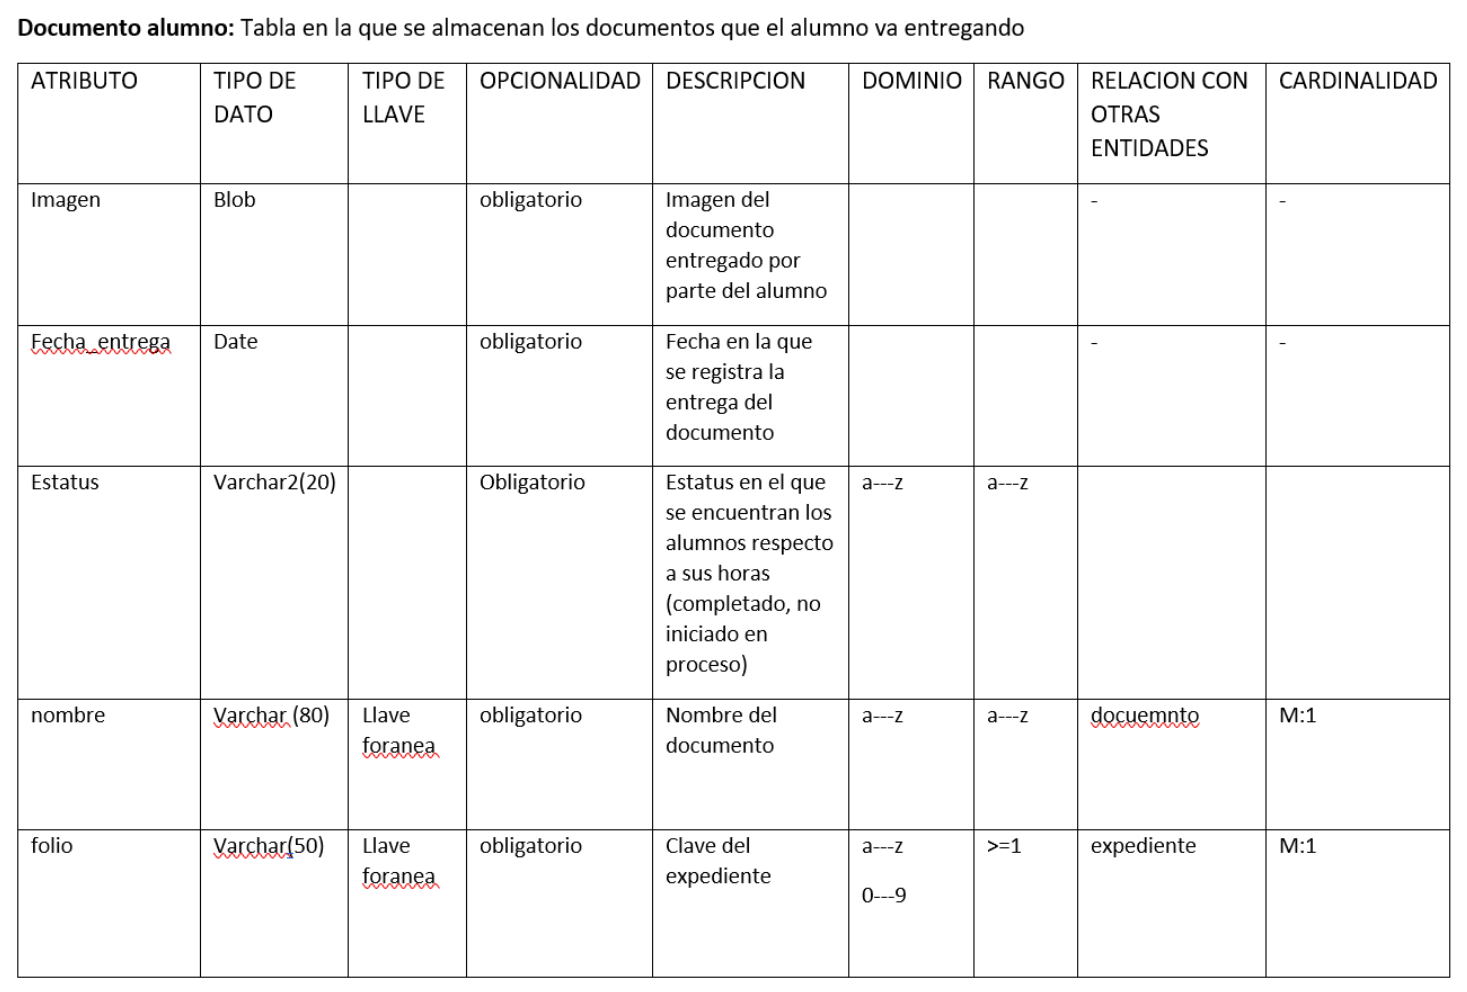 Documento alumno: Tabla en la que se almacenan los documentos que el alumno va entregando
ATRIBUTO
TIPO DE
DATO
TIPO DE
LLAVE
OPCIONALIDAD
DESCRIPCION
DOMINIO
RANGO
RELACION CON
OTRAS
ENTIDADES
CARDINALIDAD
Imagen
Blob
obligatorio
Imagen del
documento
entregado por
parte del alumno
-
-
Fecha_entrega
Date
obligatorio
Fecha en la que
se registra la
entrega del
documento
-
-
Estatus
Varchar2(20)
Obligatorio
Estatus en el que
se encuentran los
alumnos respecto
a sus horas
(completado, no
iniciado en
proceso)
a---z
a---z
nombre
Varchar (80)
Llave
foranea
obligatorio
Nombre del
documento
a---z
a---z
docuemnto
M:1
folio
Varchar(50)
Llave
foranea
obligatorio
Clave del
expediente
a---z
0---9
>=1
expediente
M:1